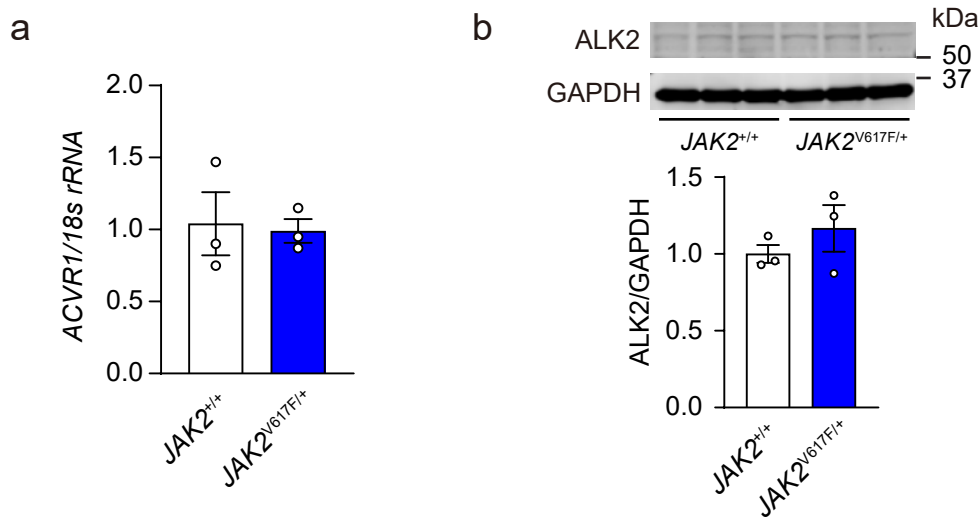 a
ACVR1/18s rRNA
2.0
1.5
1.0
0.5
0.0
JAK2+/+
JAK2V617F/+
b
kDa
ALK2
50
37
GAPDH
JAK2+/+ JAK2V617F/+
ALK2/GAPDH
1.5
1.0
0.5
0.0
JAK2+/+
JAK2V617F/+